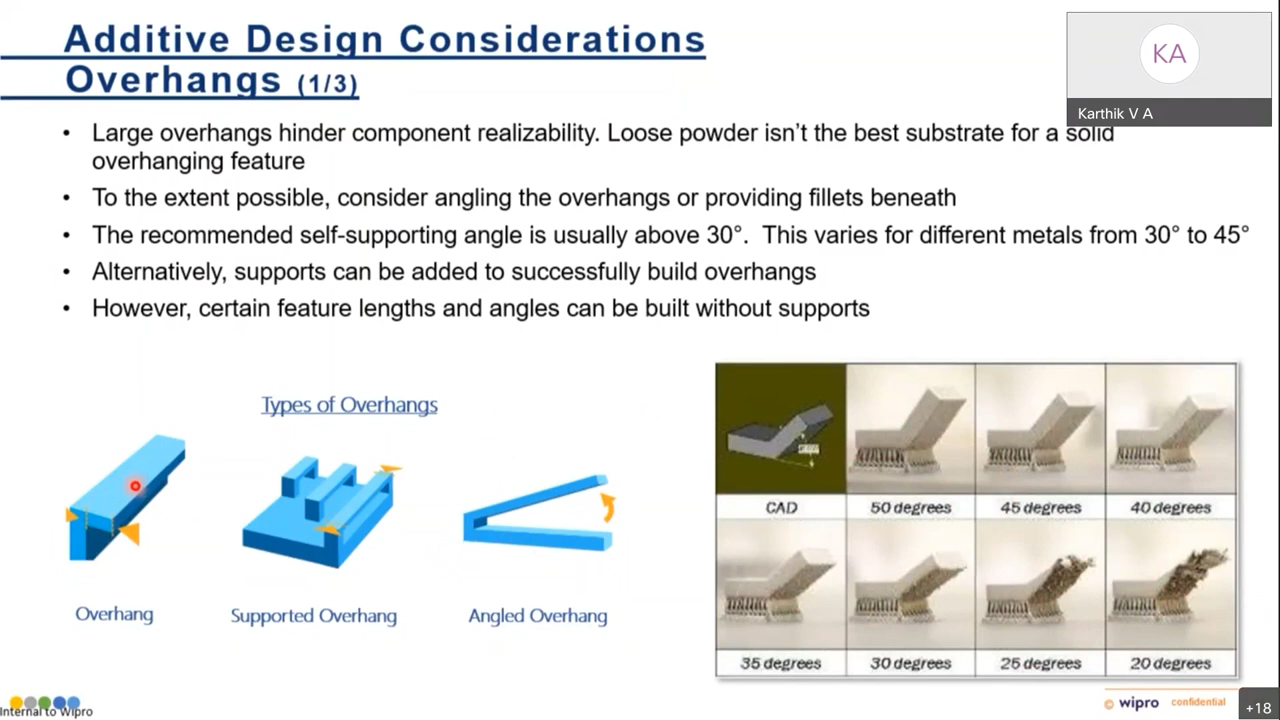 Additive Design Considerations
Overhangs (1/3)
KA
Karthik V A
• Large overhangs hinder component realizability. Loose powder isn't the best substrate for a solid
overhanging feature
• To the extent possible, consider angling the overhangs or providing fillets beneath
• The recommended self-supporting angle is usually above 30°. This varies for different metals from 30° to 45°
• Alternatively, supports can be added to successfully build overhangs
• However, certain feature lengths and angles can be built without supports
Types of Overhangs
Overhang
Supported Overhang
Angled Overhang
CAD
50 degrees
45 degrees
40 degrees
35 degrees
30 degrees
25 degrees
20 degrees
Internal to Wipro
© wipro confidential
+18